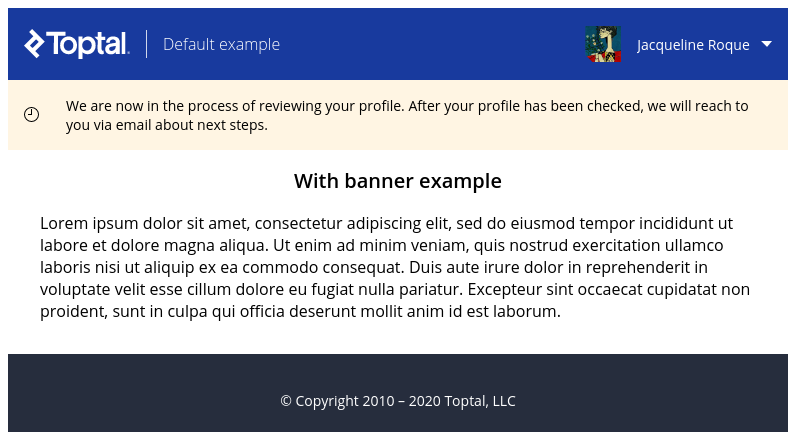 Toptal Default example Jacqueline Roque
We are now in the process of reviewing your profile. After your profile has been checked, we will reach to
you via email about next steps.
With banner example
Lorem ipsum dolor sit amet, consectetur adipiscing elit, sed do eiusmod tempor incididunt ut
labore et dolore magna aliqua. Ut enim ad minim veniam, quis nostrud exercitation ullamco
laboris nisi ut aliquip ex ea commodo consequat. Duis aute irure dolor in reprehenderit in
voluptate velit esse cillum dolore eu fugiat nulla pariatur. Excepteur sint occaecat cupidatat non
proident, sunt in culpa qui officia deserunt mollit anim id est laborum.
© Copyright 2010 – 2020 Toptal, LLC